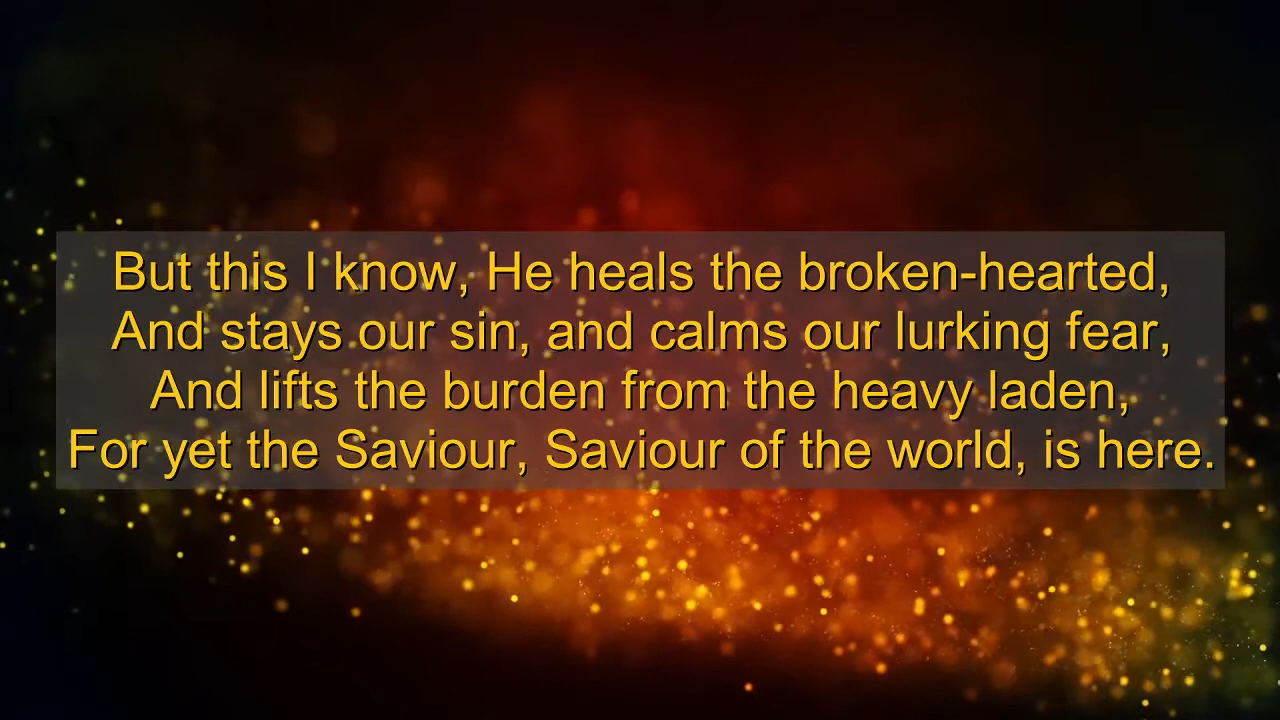 But this I know, He heals the broken-hearted,
And stays our sin, and calms our lurking fear,
And lifts the burden from the heavy laden,
For yet the Saviour, Saviour of the world, is here.